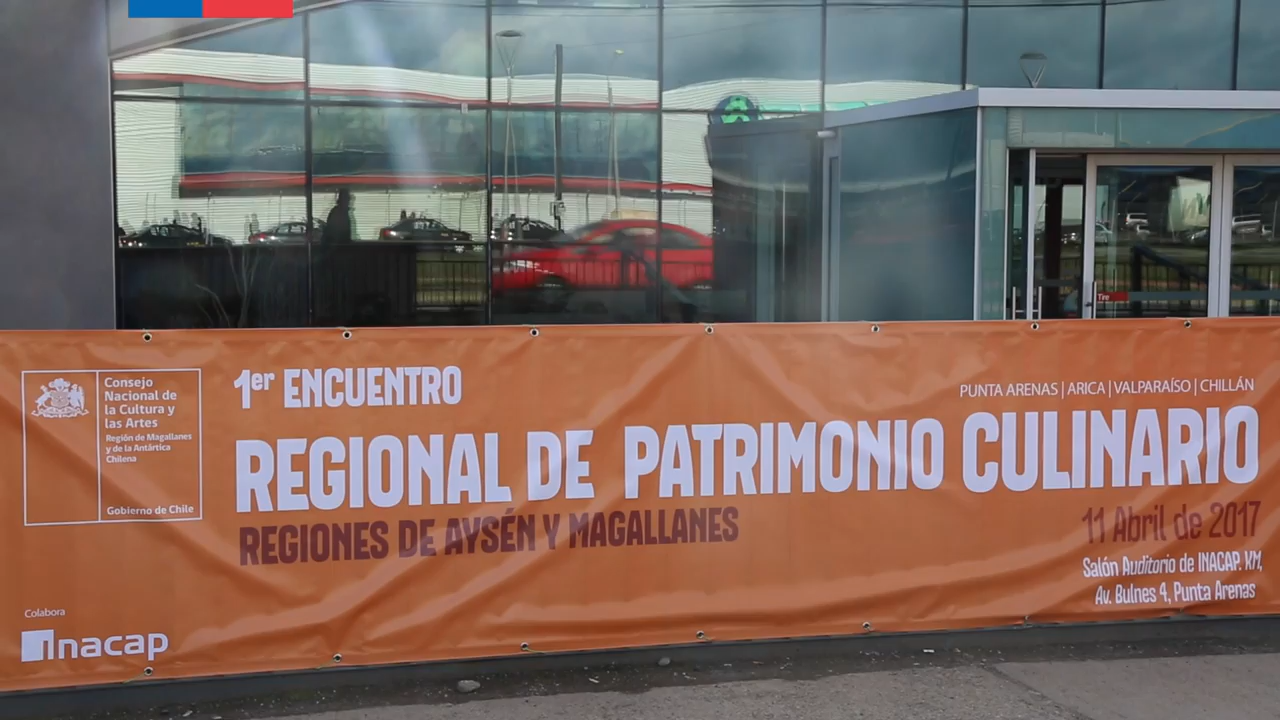 Tire
Consejo
Nacional de
la Cultura y
las Artes
Región de Magallanes
y de la Antártica
Chilena
Gobierno de Chile
1er ENCUENTRO
REGIONAL DE PATRIMONIO CULINARIO
REGIONES DE AYSÉN Y MAGALLANES
PUNTA ARENAS | ARICA | VALPARAÍSO | CHILLÁN
11 Abril de 2017
Salón Auditorio de INACAP. KM,
Av. Bulnes 4, Punta Arenas
Colabora
inacap